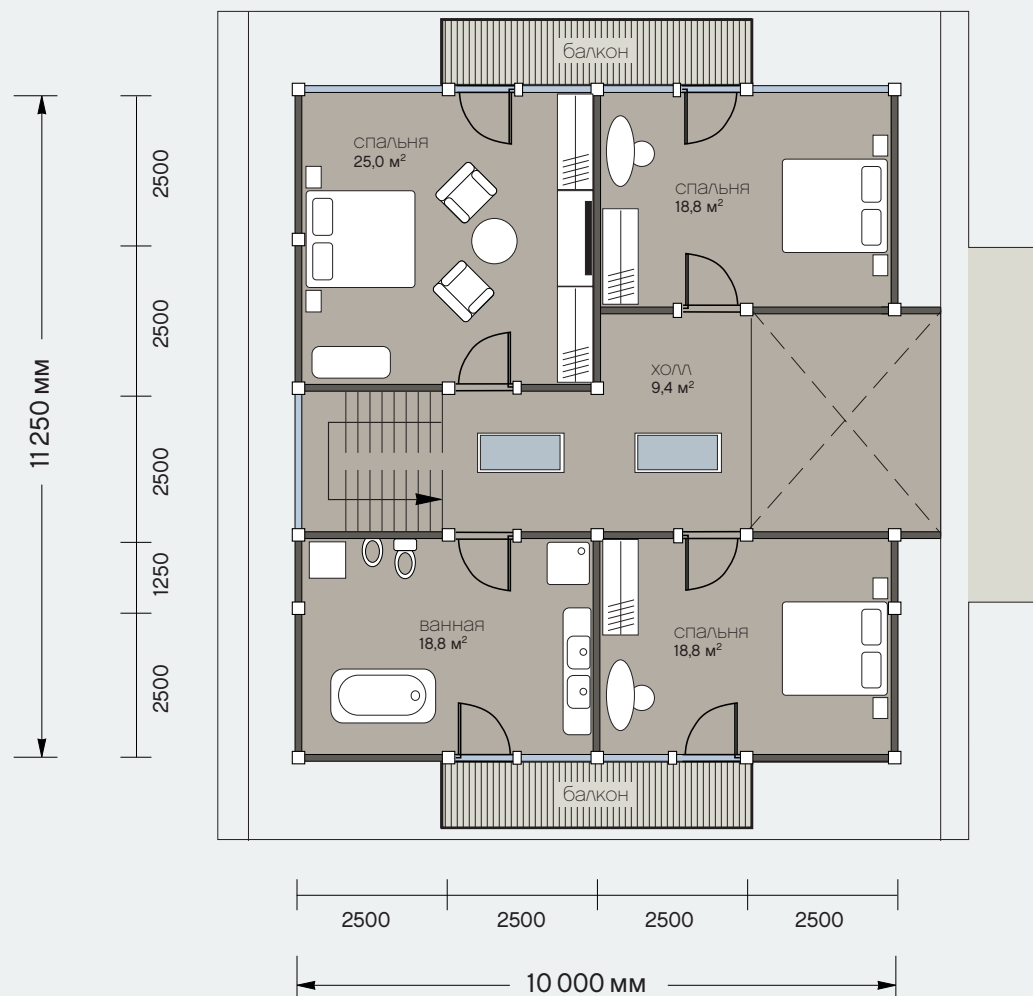 балкон
спальня
25,0 м²
спальня
18,8 м²
холл
9,4 м²
ванная
18,8 м²
спальня
18,8 м²
балкон
11 250 мм
2500
2500
2500
1250
2500
2500
2500
2500
2500
10 000 мм